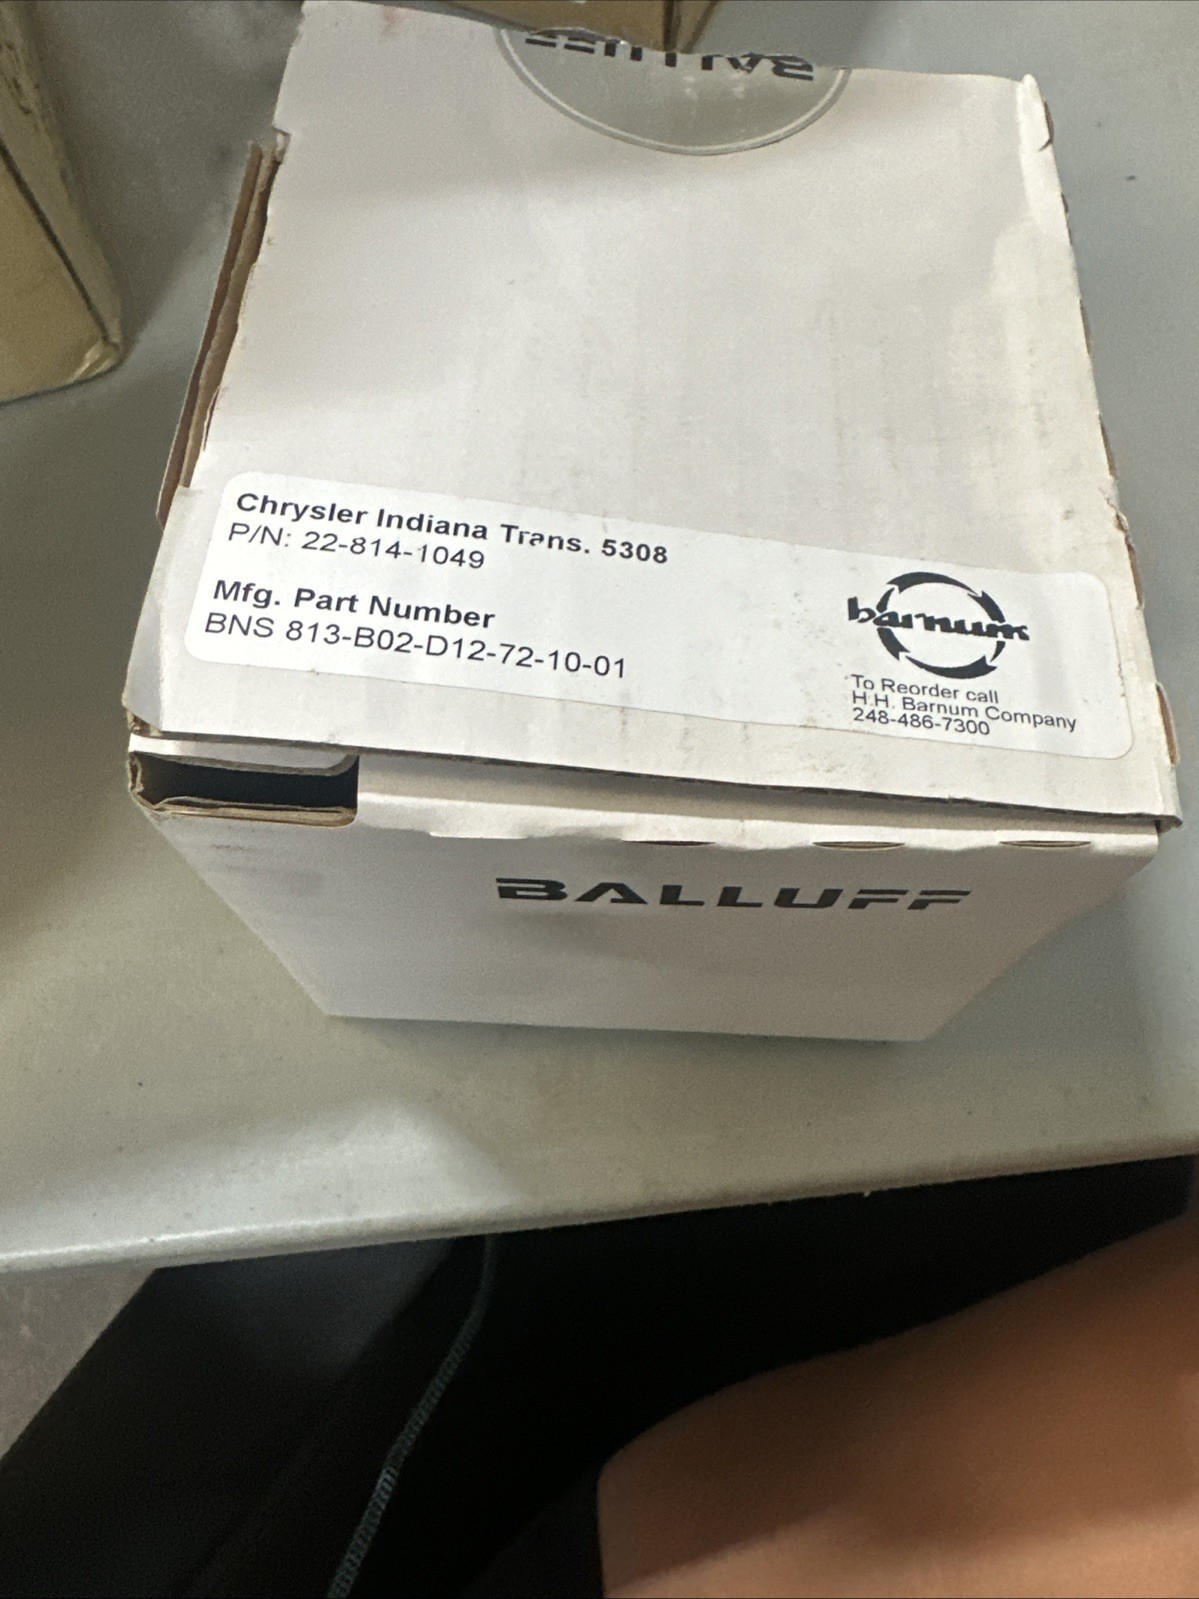 BALLUFF
Chrysler Indiana Trans. 5308
P/N: 22-814-1049
Mfg. Part Number
BNS 813-B02-D12-72-10-01
barnum
To Reorder call
H.H. Barnum Company
248-486-7300
BALLUFF